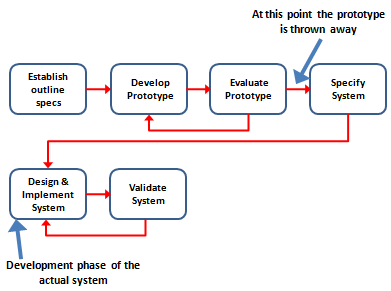 At this point the prototype
is thrown away
Establish
outline
specs
Develop
Prototype
Evaluate
Prototype
Specify
System
Design &
Implement
System
Validate
System
Development phase of the
actual system